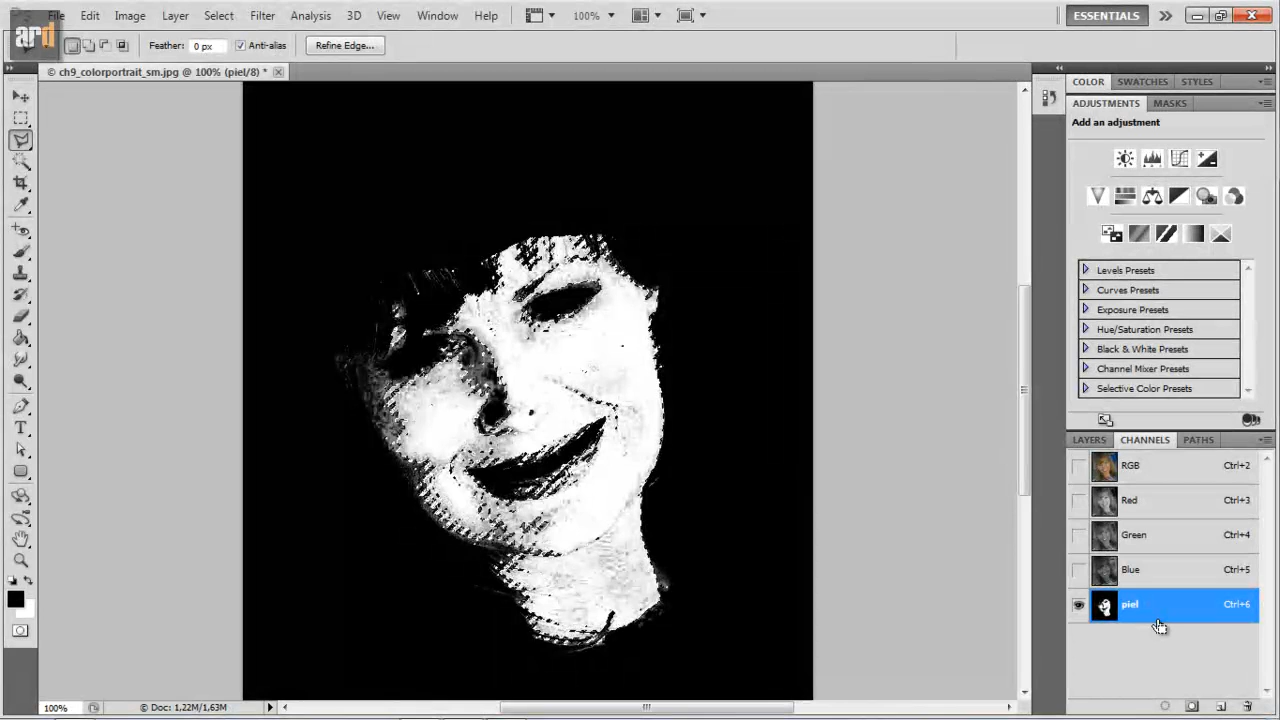 File Edit Image Layer Select Filter Analysis 3D View Window Help 100% ESSENTIALS
ard
Feather: 0 px Anti-alias Refine Edge...
© ch9_colorportrait_sm.jpg @ 100% (piel/8) *
COLOR SWATCHES STYLES
ADJUSTMENTS MASKS
Add an adjustment
Levels Presets
Curves Presets
Exposure Presets
Hue/Saturation Presets
Black & White Presets
Channel Mixer Presets
Selective Color Presets
LAYERS CHANNELS PATHS
RGB Ctrl+2
Red Ctrl+3
Green Ctrl+4
Blue Ctrl+5
piel Ctrl+6
100% © Doc: 1,22M/1,63M